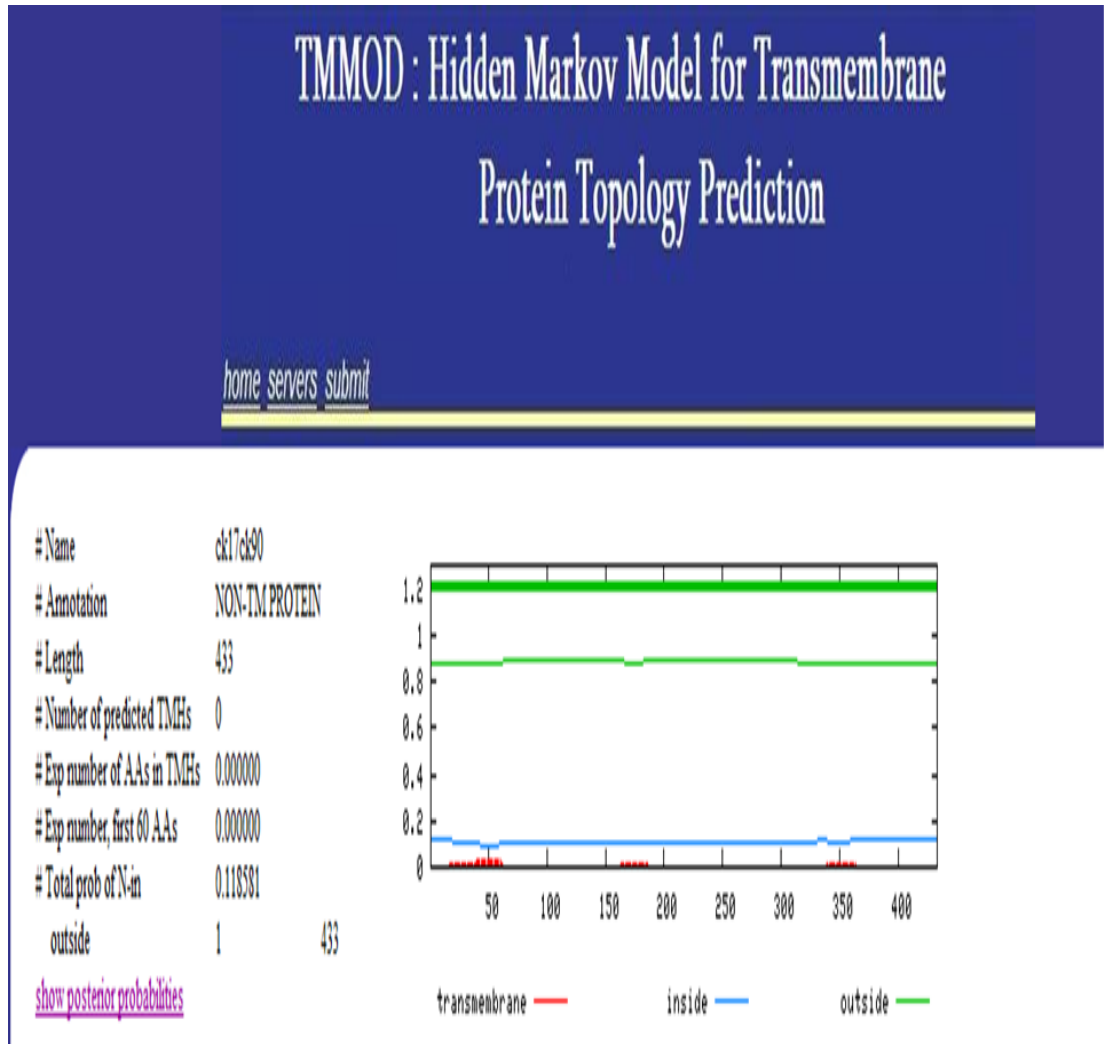 TMMOD : Hidden Markov Model for Transmembrane
Protein Topology Prediction
home servers submit
# Name ck17ck90
# Annotation NON-TM PROTEIN
# Length 433
# Number of predicted TMHs 0
# Exp number of AAs in TMHs 0.000000
# Exp number, first 60 AAs 0.000000
# Total prob of N-in 0.118581
outside 1 433
show posterior probabilities
1.2
1
0.8
0.6
0.4
0.2
0
50 100 150 200 250 300 350 400
transmembrane inside outside